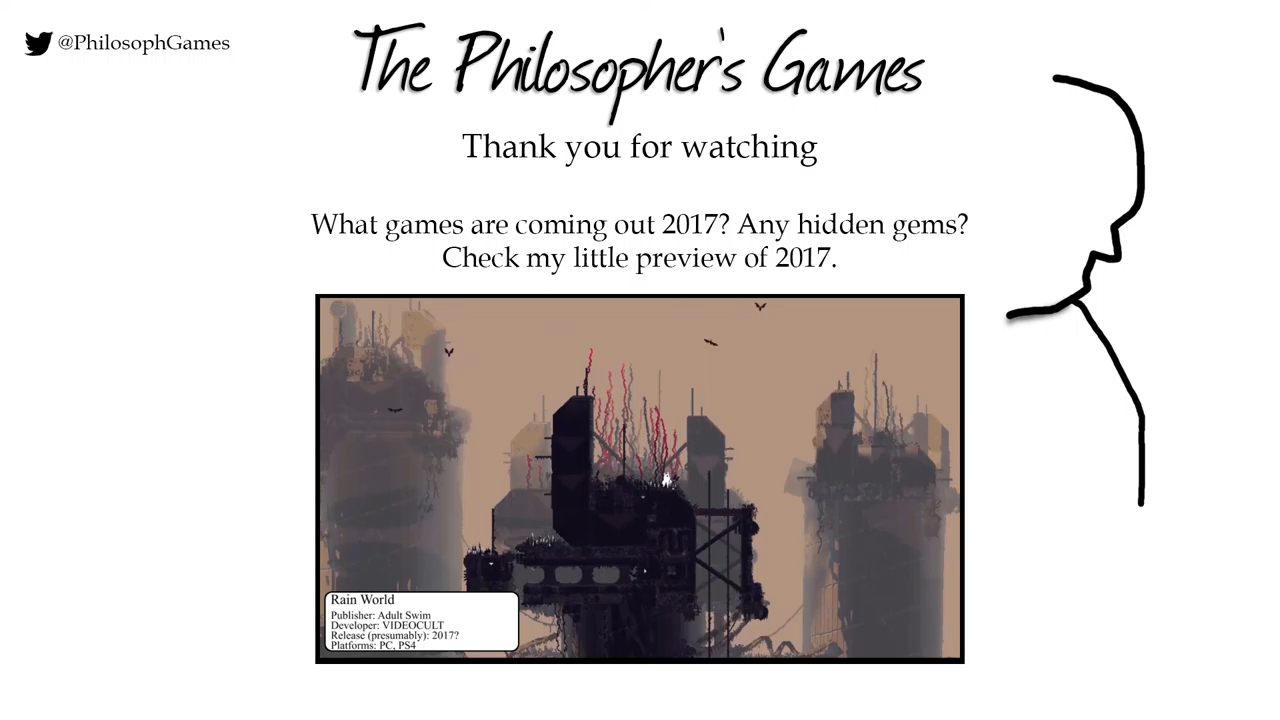 @PhilosophGames
The Philosopher's Games
Thank you for watching
What games are coming out 2017? Any hidden gems?
Check my little preview of 2017.
Rain World
Publisher: Adult Swim
Developer: VIDEOCULT
Release (presumably): 2017?
Platforms: PC, PS4